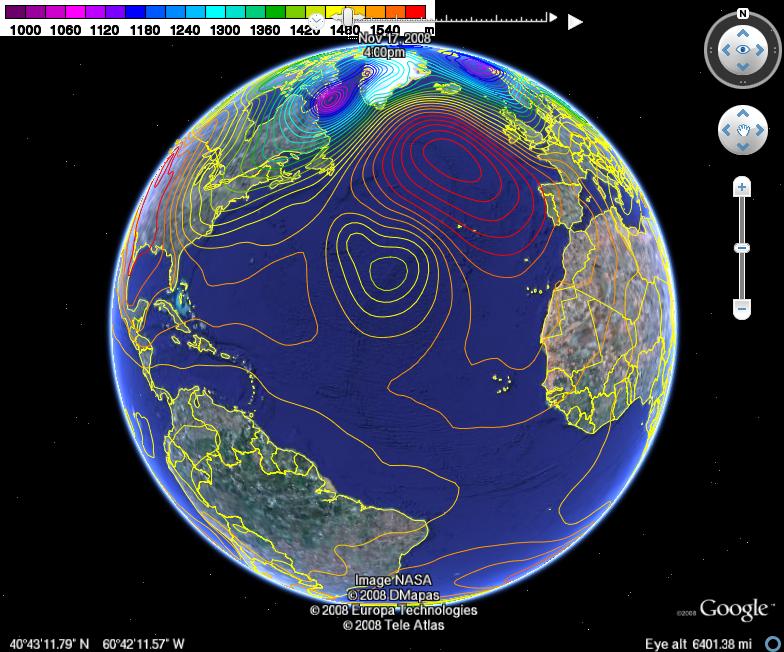 1000 1060 1120 1180 1240 1300 1360 1420 1480 1540 m
Nov 17, 2008
4:00pm
N
Image NASA
© 2008 DMapas
© 2008 Europa Technologies
© 2008 Tele Atlas
©2008 Google™
40°43'11.79" N 60°42'11.57" W
Eye alt 6401.38 mi